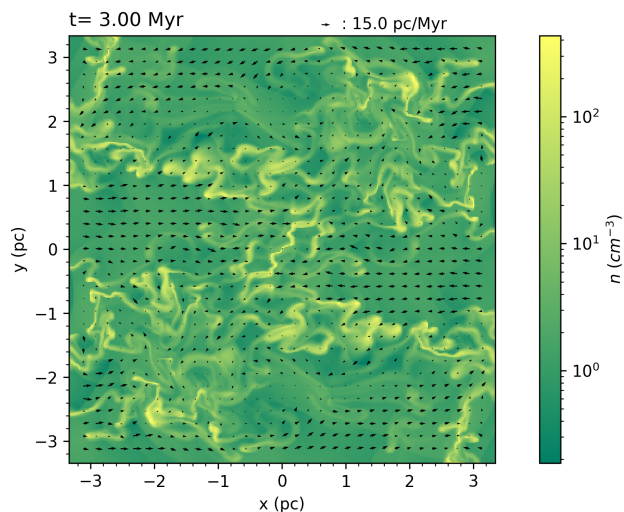 t= 3.00 Myr
: 15.0 pc/Myr
3
2
1
0
−1
−2
−3
y (pc)
−3 −2 −1 0 1 2 3
x (pc)
10²
10¹
10⁰
n (cm⁻³)